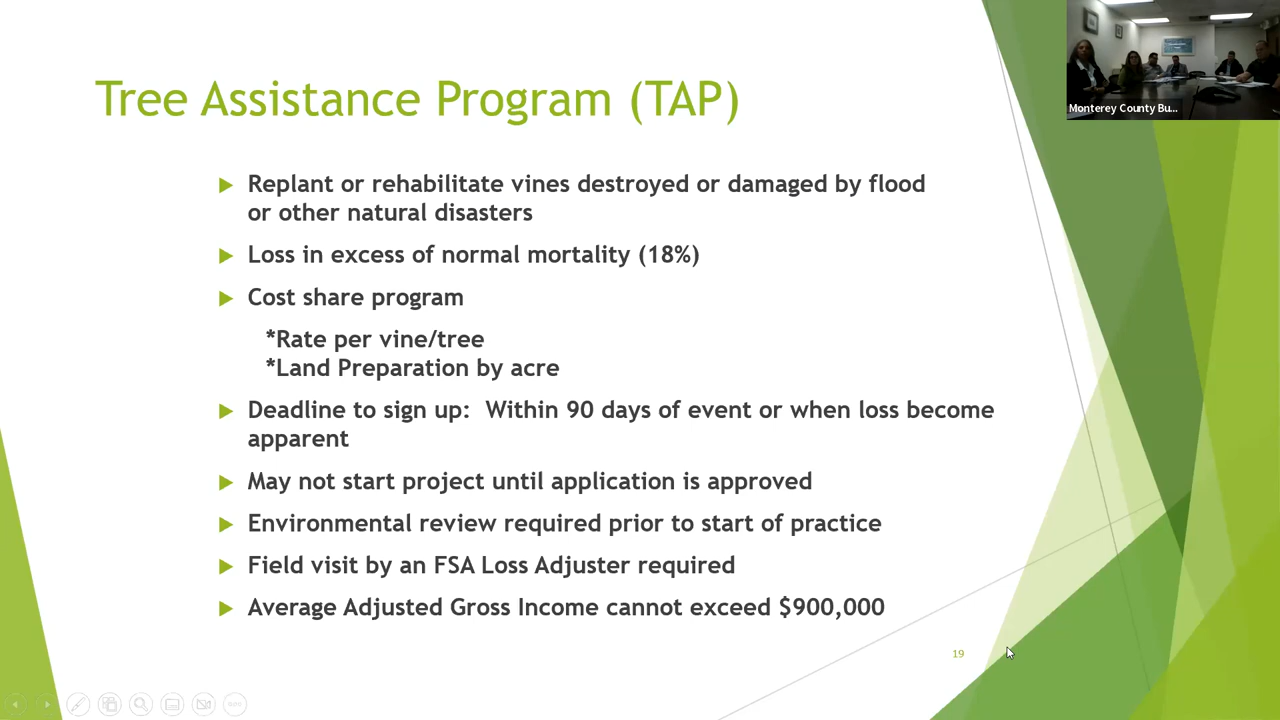 Tree Assistance Program (TAP)
Monterey County Bu...
Replant or rehabilitate vines destroyed or damaged by flood
or other natural disasters
Loss in excess of normal mortality (18%)
Cost share program
*Rate per vine/tree
*Land Preparation by acre
Deadline to sign up:  Within 90 days of event or when loss become
apparent
May not start project until application is approved
Environmental review required prior to start of practice
Field visit by an FSA Loss Adjuster required
Average Adjusted Gross Income cannot exceed $900,000
19